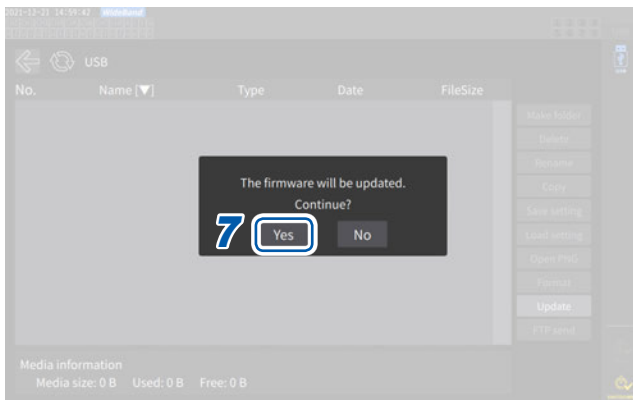 2021-12-21 14:59:42 WideBand
USB
No. Name [▼] Type Date FileSize
Make folder
Delete
Rename
Copy
Save setting
Load setting
Open PNG
Format
Update
FTP send
The firmware will be updated.
Continue?
7 Yes No
Media information
Media size: 0 B Used: 0 B Free: 0 B